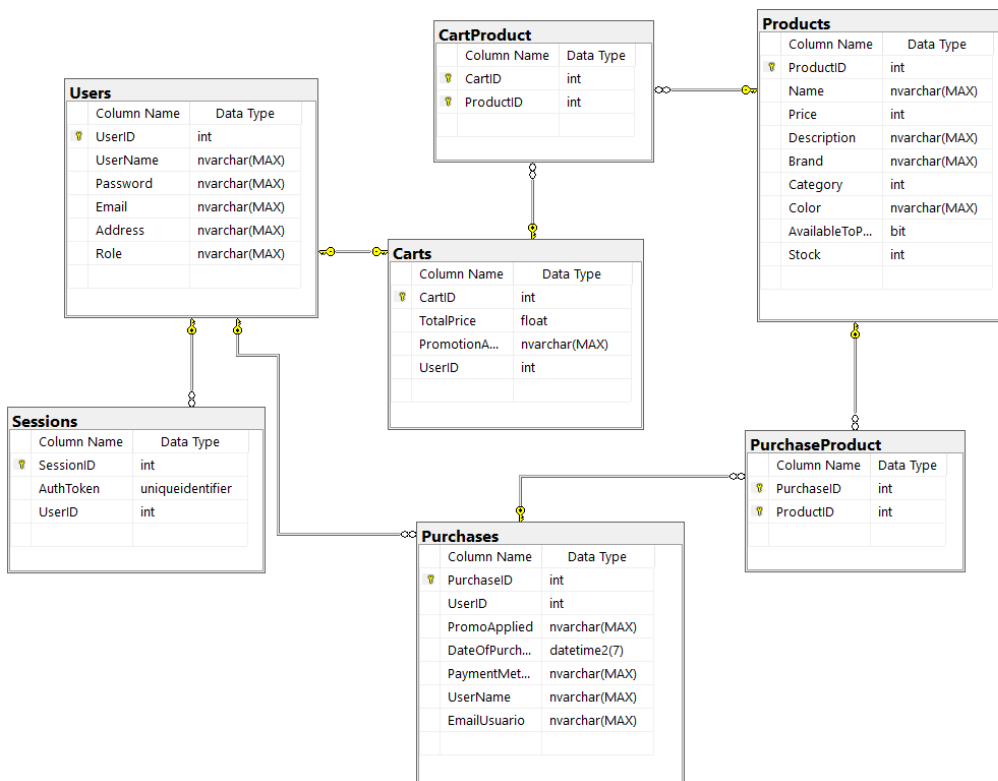 CartProduct
Column Name Data Type
CartID int
ProductID int
Products
Column Name Data Type
ProductID int
Name nvarchar(MAX)
Price int
Description nvarchar(MAX)
Brand nvarchar(MAX)
Category int
Color nvarchar(MAX)
AvailableToP... bit
Stock int
Users
Column Name Data Type
UserID int
UserName nvarchar(MAX)
Password nvarchar(MAX)
Email nvarchar(MAX)
Address nvarchar(MAX)
Role nvarchar(MAX)
Carts
Column Name Data Type
CartID int
TotalPrice float
PromotionA... nvarchar(MAX)
UserID int
Sessions
Column Name Data Type
SessionID int
AuthToken uniqueidentifier
UserID int
PurchaseProduct
Column Name Data Type
PurchaseID int
ProductID int
Purchases
Column Name Data Type
PurchaseID int
UserID int
PromoApplied nvarchar(MAX)
DateOfPurch... datetime2(7)
PaymentMet... nvarchar(MAX)
UserName nvarchar(MAX)
EmailUsuario nvarchar(MAX)